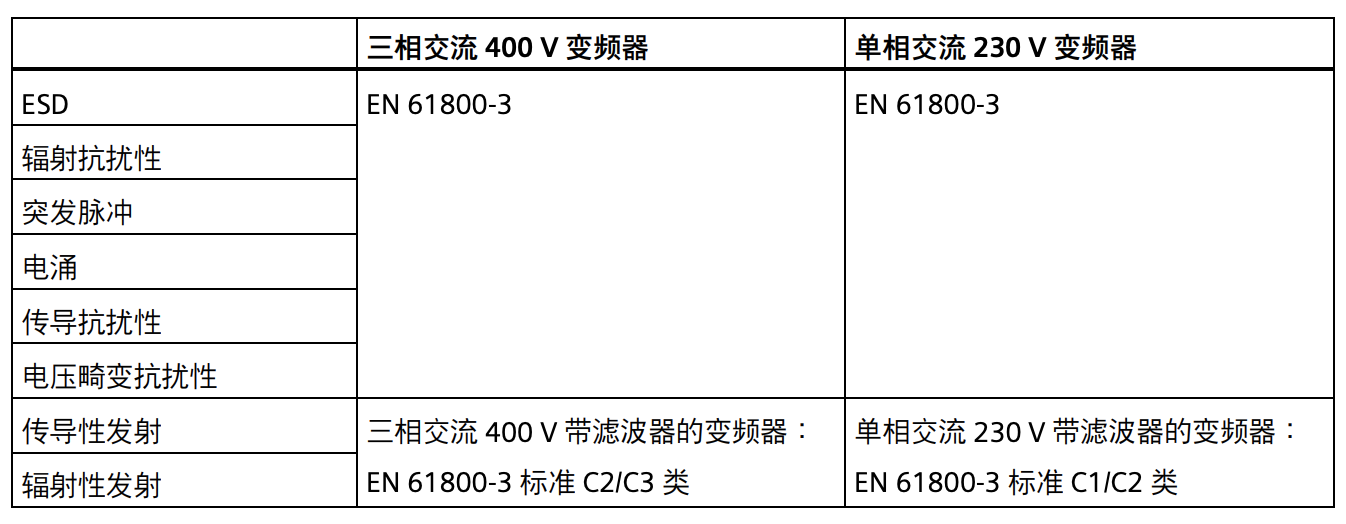 三相交流 400 V 变频器
单相交流 230 V 变频器
ESD
EN 61800-3
EN 61800-3
辐射抗扰性
突发脉冲
电涌
传导抗扰性
电压畸变抗扰性
传导性发射
三相交流 400 V 带滤波器的变频器：
单相交流 230 V 带滤波器的变频器：
辐射性发射
EN 61800-3 标准 C2/C3 类
EN 61800-3 标准 C1/C2 类